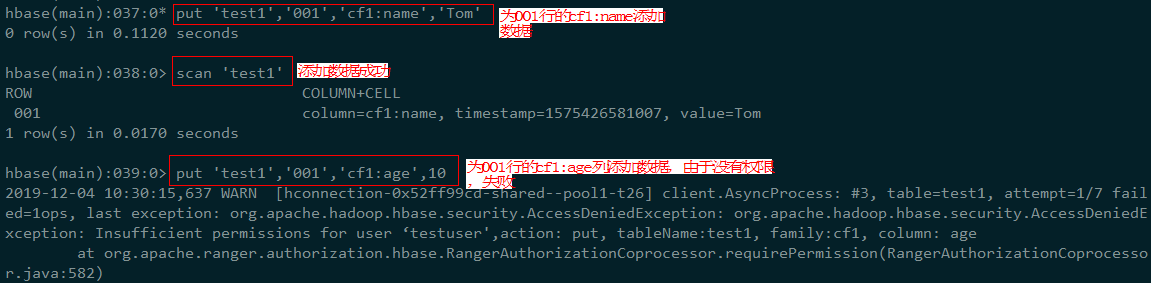 hbase(main):037:0* put 'test1','001','cf1:name','Tom'
为001行的cf1:name添加
数据
0 row(s) in 0.1120 seconds
hbase(main):038:0> scan 'test1'
添加数据成功
ROW COLUMN+CELL
001 column=cf1:name, timestamp=1575426581007, value=Tom
1 row(s) in 0.0170 seconds
hbase(main):039:0> put 'test1','001','cf1:age',10
为001行的cf1:age列添加数据，由于没有权限
，失败
2019-12-04 10:30:15,637 WARN [hconnection-0x52ff99cd-shared--pool1-t26] client.AsyncProcess: #3, table=test1, attempt=1/7 fail
ed=1ops, last exception: org.apache.hadoop.hbase.security.AccessDeniedException: org.apache.hadoop.hbase.security.AccessDeniedE
xception: Insufficient permissions for user ‘testuser',action: put, tableName:test1, family:cf1, column: age
at org.apache.ranger.authorization.hbase.RangerAuthorizationCoprocessor.requirePermission(RangerAuthorizationCoprocesso
r.java:582)